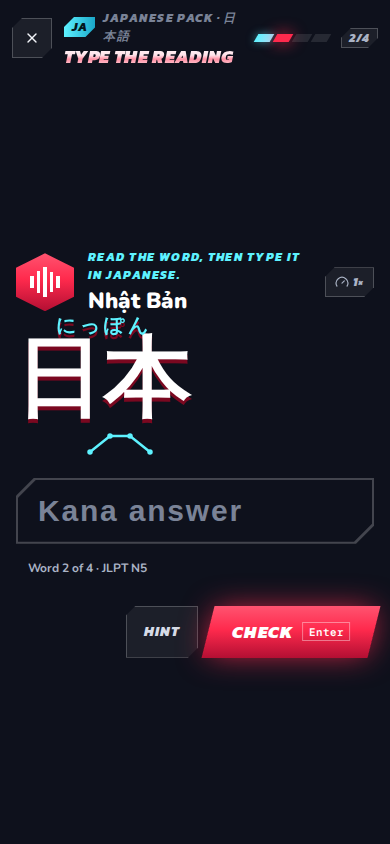 JA
JAPANESE PACK · 日
本語
TYPE THE READING
2/4
READ THE WORD, THEN TYPE IT
IN JAPANESE.
Nhật Bản
1×
にっぽん
日本
Kana answer
Word 2 of 4 · JLPT N5
HINT
CHECK Enter